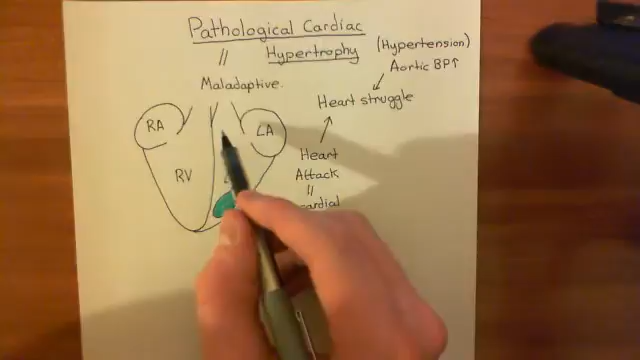 Pathological Cardiac
Hypertrophy
(Hypertension)
Aortic BP↑
||
Maladaptive.
Heart struggle
RA
LA
RV
Heart
Attack
||